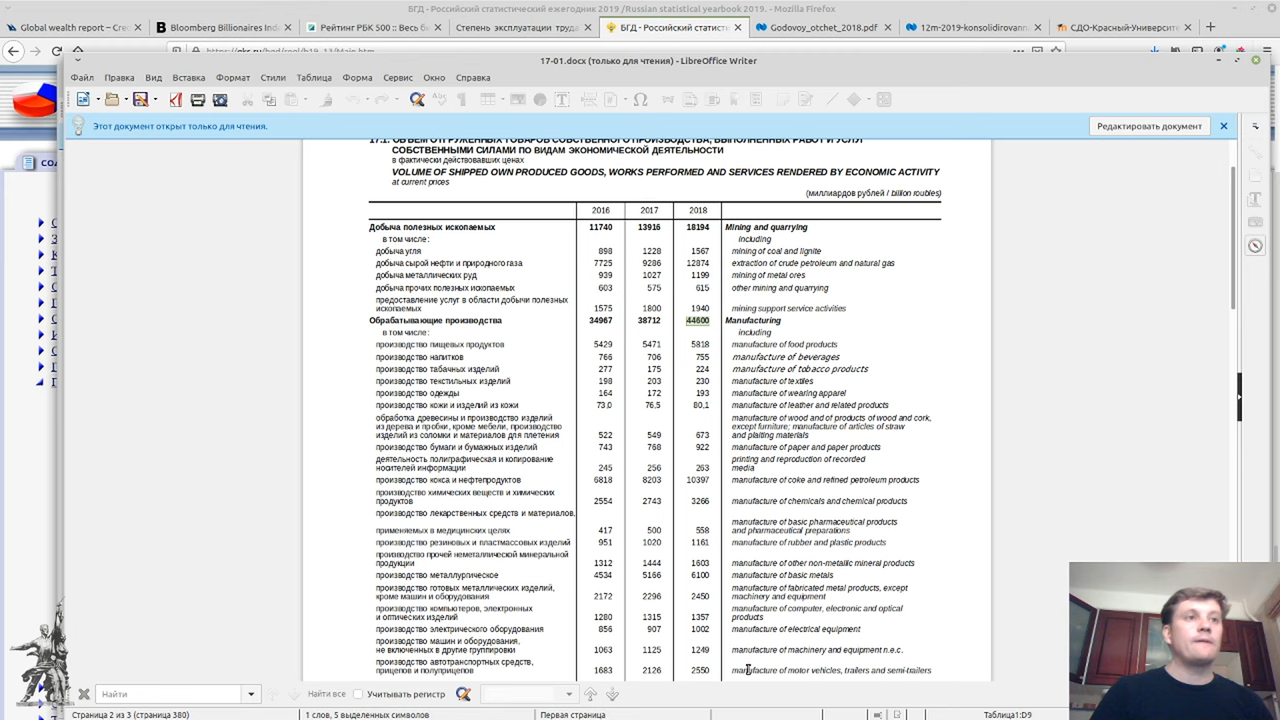 БГД - Российский статистический ежегодник 2019 /Russian statistical yearbook 2019. - Mozilla Firefox
Global wealth report – Cre
Bloomberg Billionaires Ind
Рейтинг РБК 500 :: Весь би
Степень эксплуатации труда
БГД - Российский статисти
Godovoy_otchet_2018.pdf
12m-2019-konsolidirovann
СДО-Красный-Университе
17-01.docx (только для чтения) - LibreOffice Writer
Файл Правка Вид Вставка Формат Стили Таблица Форма Сервис Окно Справка
Этот документ открыт только для чтения.
Редактировать документ
СОД
17.1. ОБЪЕМ ОТГРУЖЕННЫХ ТОВАРОВ СОБСТВЕННОГО ПРОИЗВОДСТВА, ВЫПОЛНЕННЫХ РАБОТ И УСЛУГ
СОБСТВЕННЫМИ СИЛАМИ ПО ВИДАМ ЭКОНОМИЧЕСКОЙ ДЕЯТЕЛЬНОСТИ
в фактически действовавших ценах
VOLUME OF SHIPPED OWN PRODUCED GOODS, WORKS PERFORMED AND SERVICES RENDERED BY ECONOMIC ACTIVITY
at current prices
(миллиардов рублей / billion roubles)
2016 2017 2018
Добыча полезных ископаемых 11740 13916 18194 Mining and quarrying
в том числе: including
добыча угля 898 1228 1567 mining of coal and lignite
добыча сырой нефти и природного газа 7725 9286 12874 extraction of crude petroleum and natural gas
добыча металлических руд 939 1027 1199 mining of metal ores
добыча прочих полезных ископаемых 603 575 615 other mining and quarrying
предоставление услуг в области добычи полезных
ископаемых 1575 1800 1940 mining support service activities
Обрабатывающие производства 34967 38712 44600 Manufacturing
в том числе: including
производство пищевых продуктов 5429 5471 5818 manufacture of food products
производство напитков 766 706 755 manufacture of beverages
производство табачных изделий 277 175 224 manufacture of tobacco products
производство текстильных изделий 198 203 230 manufacture of textiles
производство одежды 164 172 193 manufacture of wearing apparel
производство кожи и изделий из кожи 73,0 76,5 80,1 manufacture of leather and related products
обработка древесины и производство изделий manufacture of wood and of products of wood and cork,
из дерева и пробки, кроме мебели, производство except furniture; manufacture of articles of straw
изделий из соломки и материалов для плетения 522 549 673 and plaiting materials
производство бумаги и бумажных изделий 743 768 922 manufacture of paper and paper products
деятельность полиграфическая и копирование printing and reproduction of recorded
носителей информации 245 256 263 media
производство кокса и нефтепродуктов 6818 8203 10397 manufacture of coke and refined petroleum products
производство химических веществ и химических
продуктов 2554 2743 3266 manufacture of chemicals and chemical products
производство лекарственных средств и материалов,
manufacture of basic pharmaceutical products
применяемых в медицинских целях 417 500 558 and pharmaceutical preparations
производство резиновых и пластмассовых изделий 951 1020 1161 manufacture of rubber and plastic products
производство прочей неметаллической минеральной
продукции 1312 1444 1603 manufacture of other non-metallic mineral products
производство металлургическое 4534 5166 6100 manufacture of basic metals
производство готовых металлических изделий, manufacture of fabricated metal products, except
кроме машин и оборудования 2172 2296 2450 machinery and equipment
производство компьютеров, электронных manufacture of computer, electronic and optical
и оптических изделий 1280 1315 1357 products
производство электрического оборудования 856 907 1002 manufacture of electrical equipment
производство машин и оборудования,
не включенных в другие группировки 1063 1125 1249 manufacture of machinery and equipment n.e.c.
производство автотранспортных средств,
прицепов и полуприцепов 1683 2126 2550 manufacture of motor vehicles, trailers and semi-trailers
Найти
Найти все
Учитывать регистр
Страница 2 из 3 (страница 380)
1 слов, 5 выделенных символов
Первая страница
Таблица1:D9